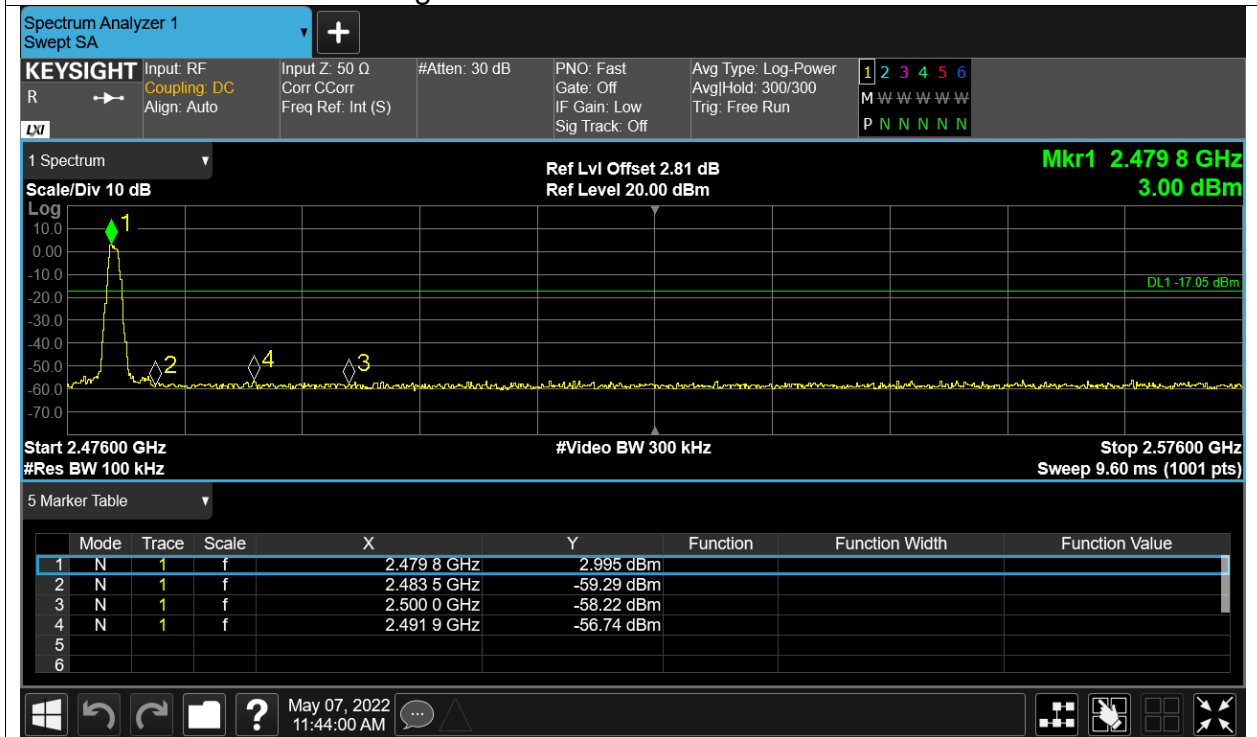 Spectrum Analyzer 1
Swept SA
+
KEYSIGHT Input: RF Input Z: 50 Ω #Atten: 30 dB PNO: Fast Avg Type: Log-Power 1 2 3 4 5 6
R Coupling: DC Corr CCorr Gate: Off Avg|Hold: 300/300 M W W W W W
Align: Auto Freq Ref: Int (S) IF Gain: Low Trig: Free Run
LXI Sig Track: Off P N N N N N N
1 Spectrum Ref Lvl Offset 2.81 dB Mkr1 2.479 8 GHz
Scale/Div 10 dB Ref Level 20.00 dBm 3.00 dBm
Log
10.0 1
0.00
-10.0
DL1 -17.05 dBm
-20.0
-30.0
-40.0
-50.0 2 4 3
-60.0
-70.0
Start 2.47600 GHz #Video BW 300 kHz Stop 2.57600 GHz
#Res BW 100 kHz Sweep 9.60 ms (1001 pts)
5 Marker Table
Mode Trace Scale X Y Function Function Width Function Value
1 N 1 f 2.479 8 GHz 2.995 dBm
2 N 1 f 2.483 5 GHz -59.29 dBm
3 N 1 f 2.500 0 GHz -58.22 dBm
4 N 1 f 2.491 9 GHz -56.74 dBm
5
6
? May 07, 2022
11:44:00 AM